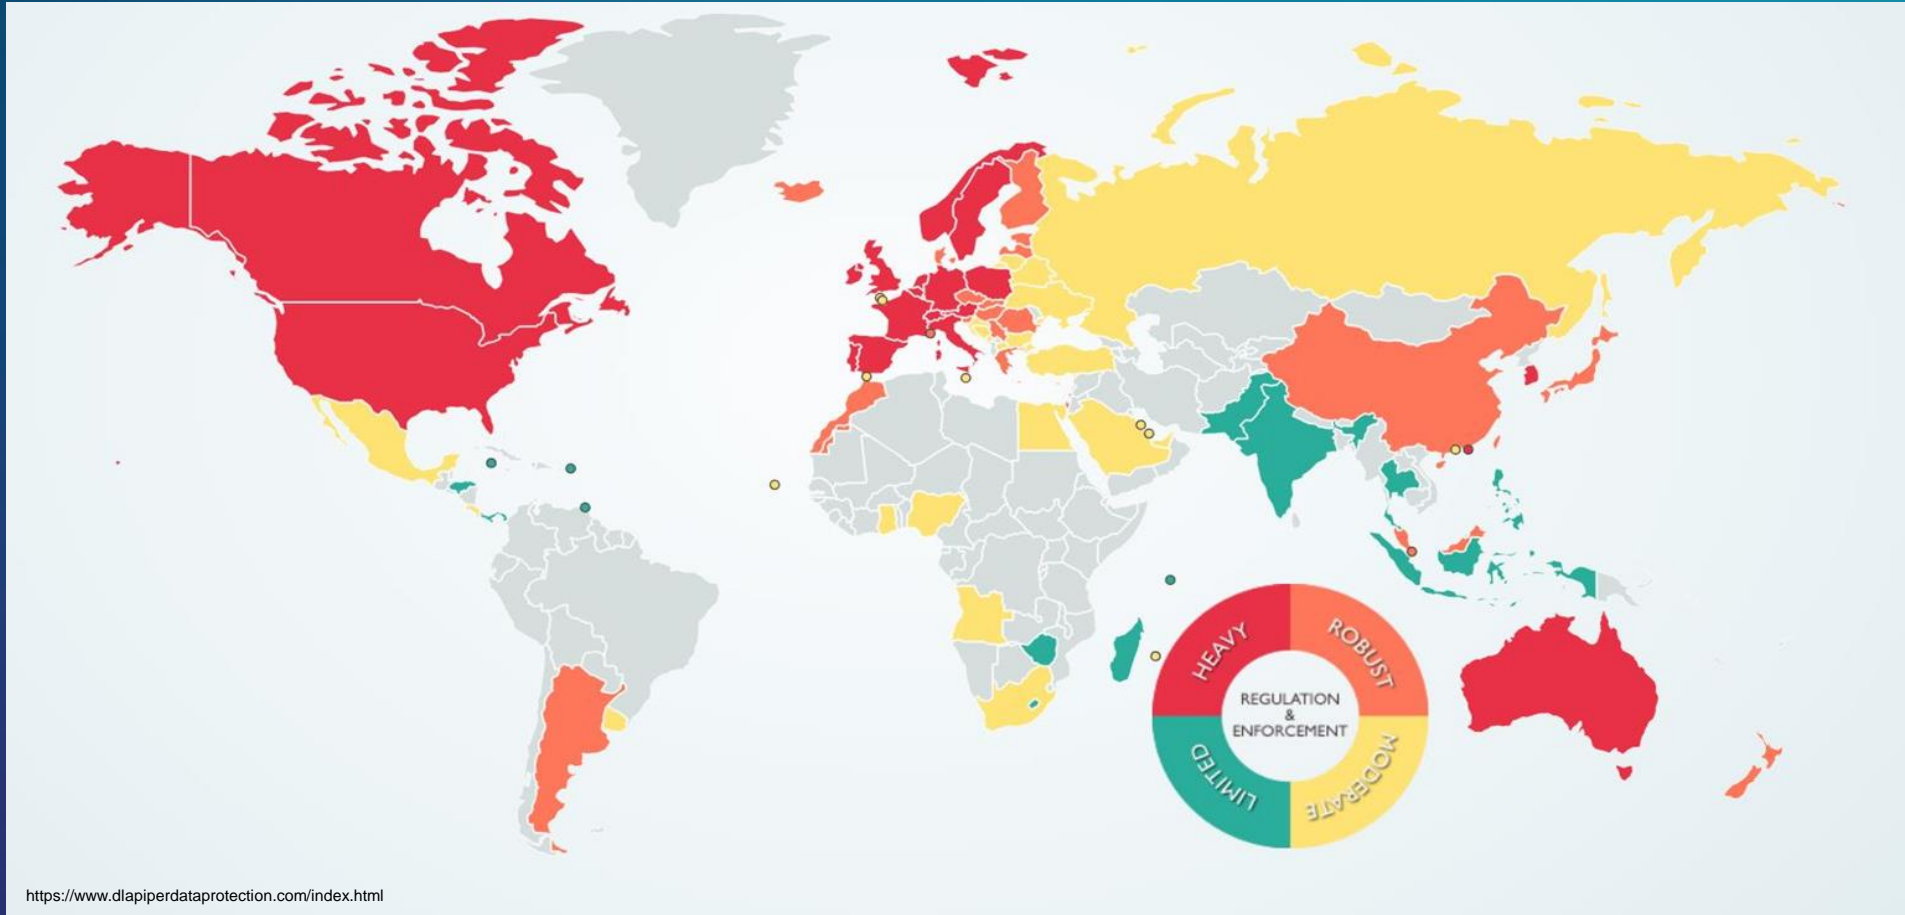 HEAVY
ROBUST
REGULATION
&
ENFORCEMENT
LIMITED
MODERATE
https://www.dlapiperdataprotection.com/index.html